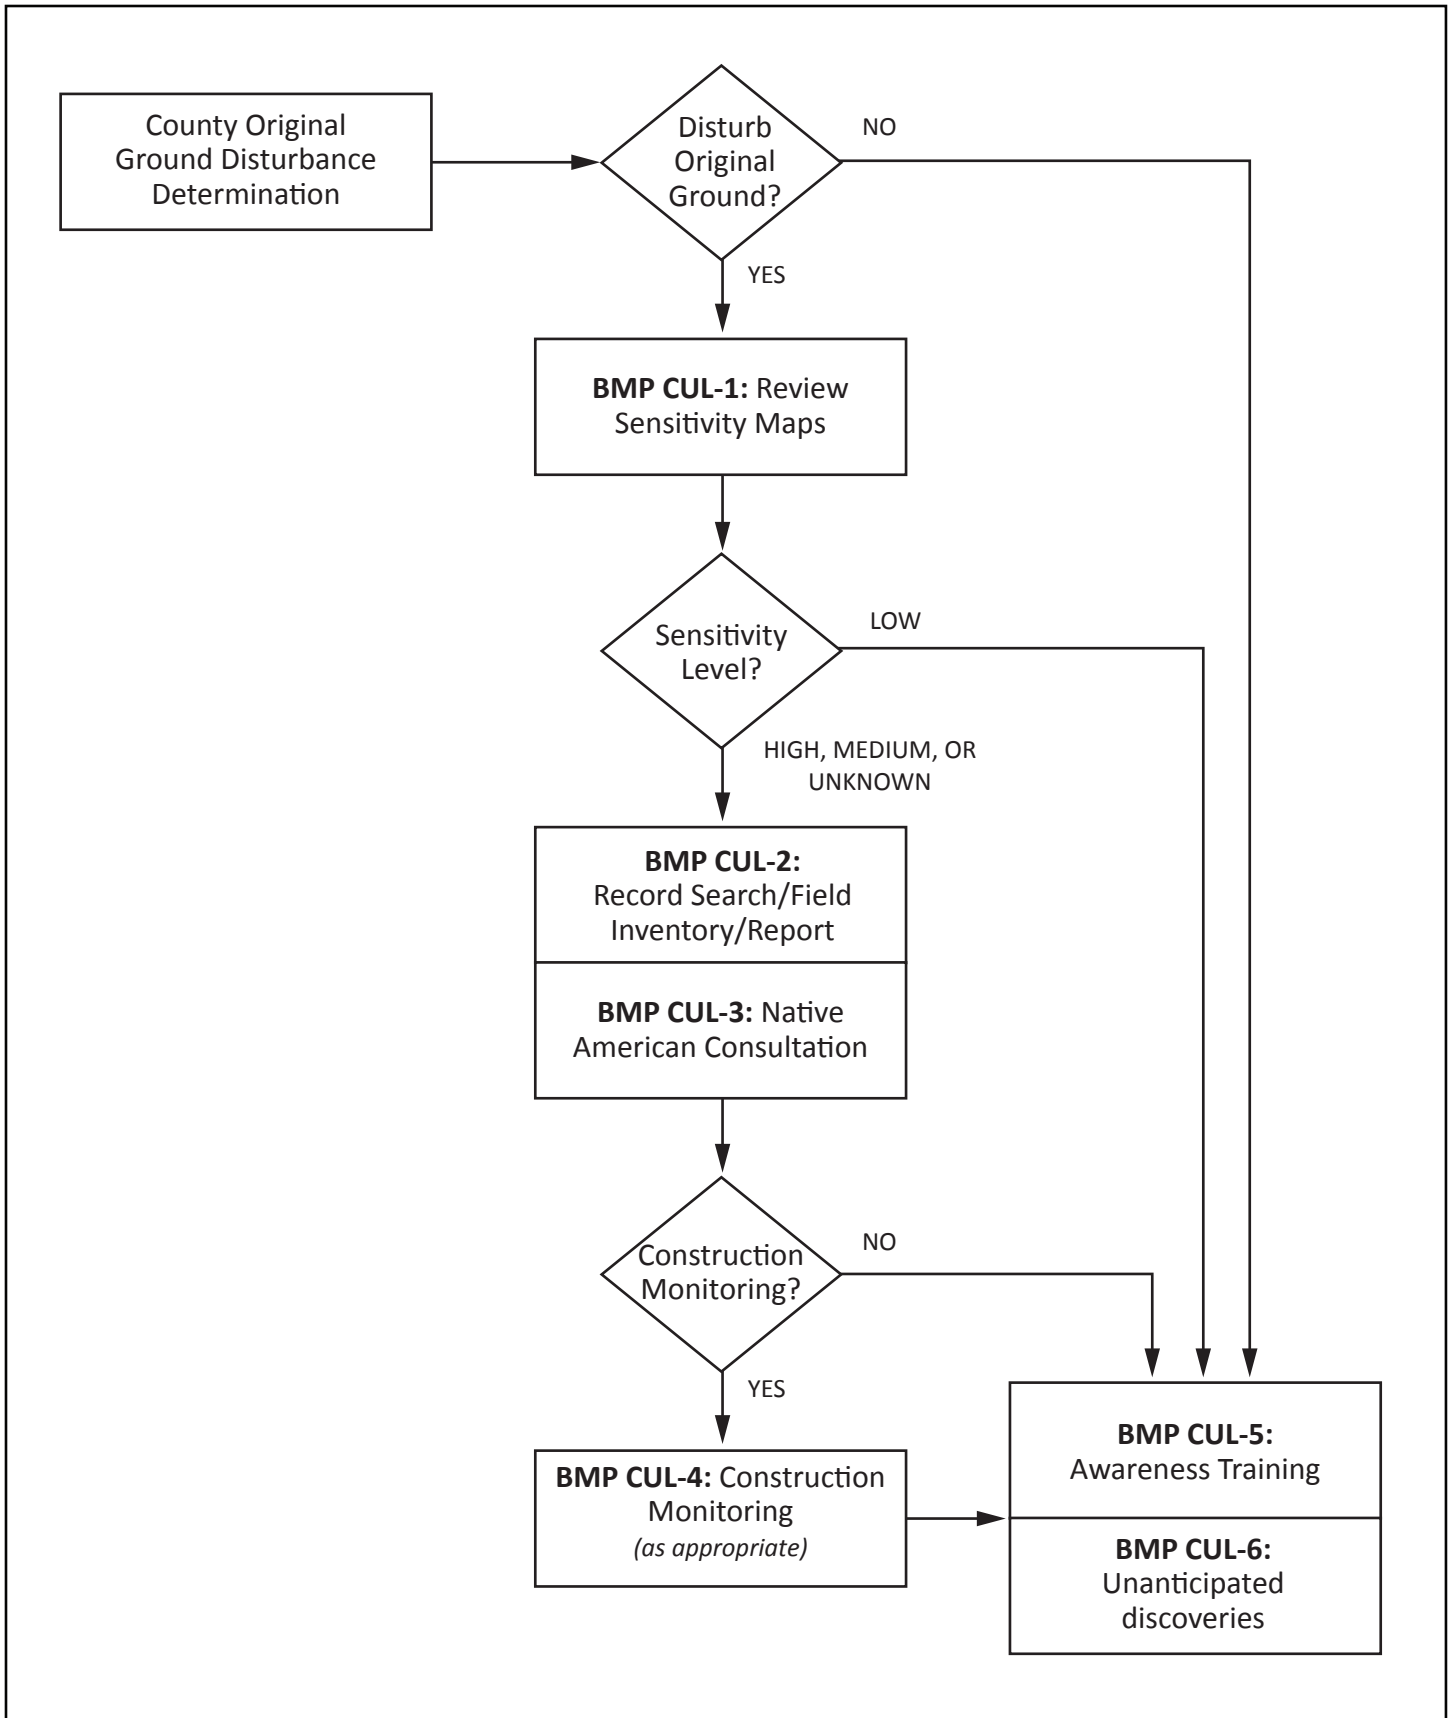 County Original
Ground Disturbance
Determination
Disturb
Original
Ground?
NO
YES
BMP CUL-1: Review
Sensitivity Maps
Sensitivity
Level?
LOW
HIGH, MEDIUM, OR
UNKNOWN
BMP CUL-2:
Record Search/Field
Inventory/Report
BMP CUL-3: Native
American Consultation
Construction
Monitoring?
NO
YES
BMP CUL-4: Construction
Monitoring
(as appropriate)
BMP CUL-5:
Awareness Training
BMP CUL-6:
Unanticipated
discoveries